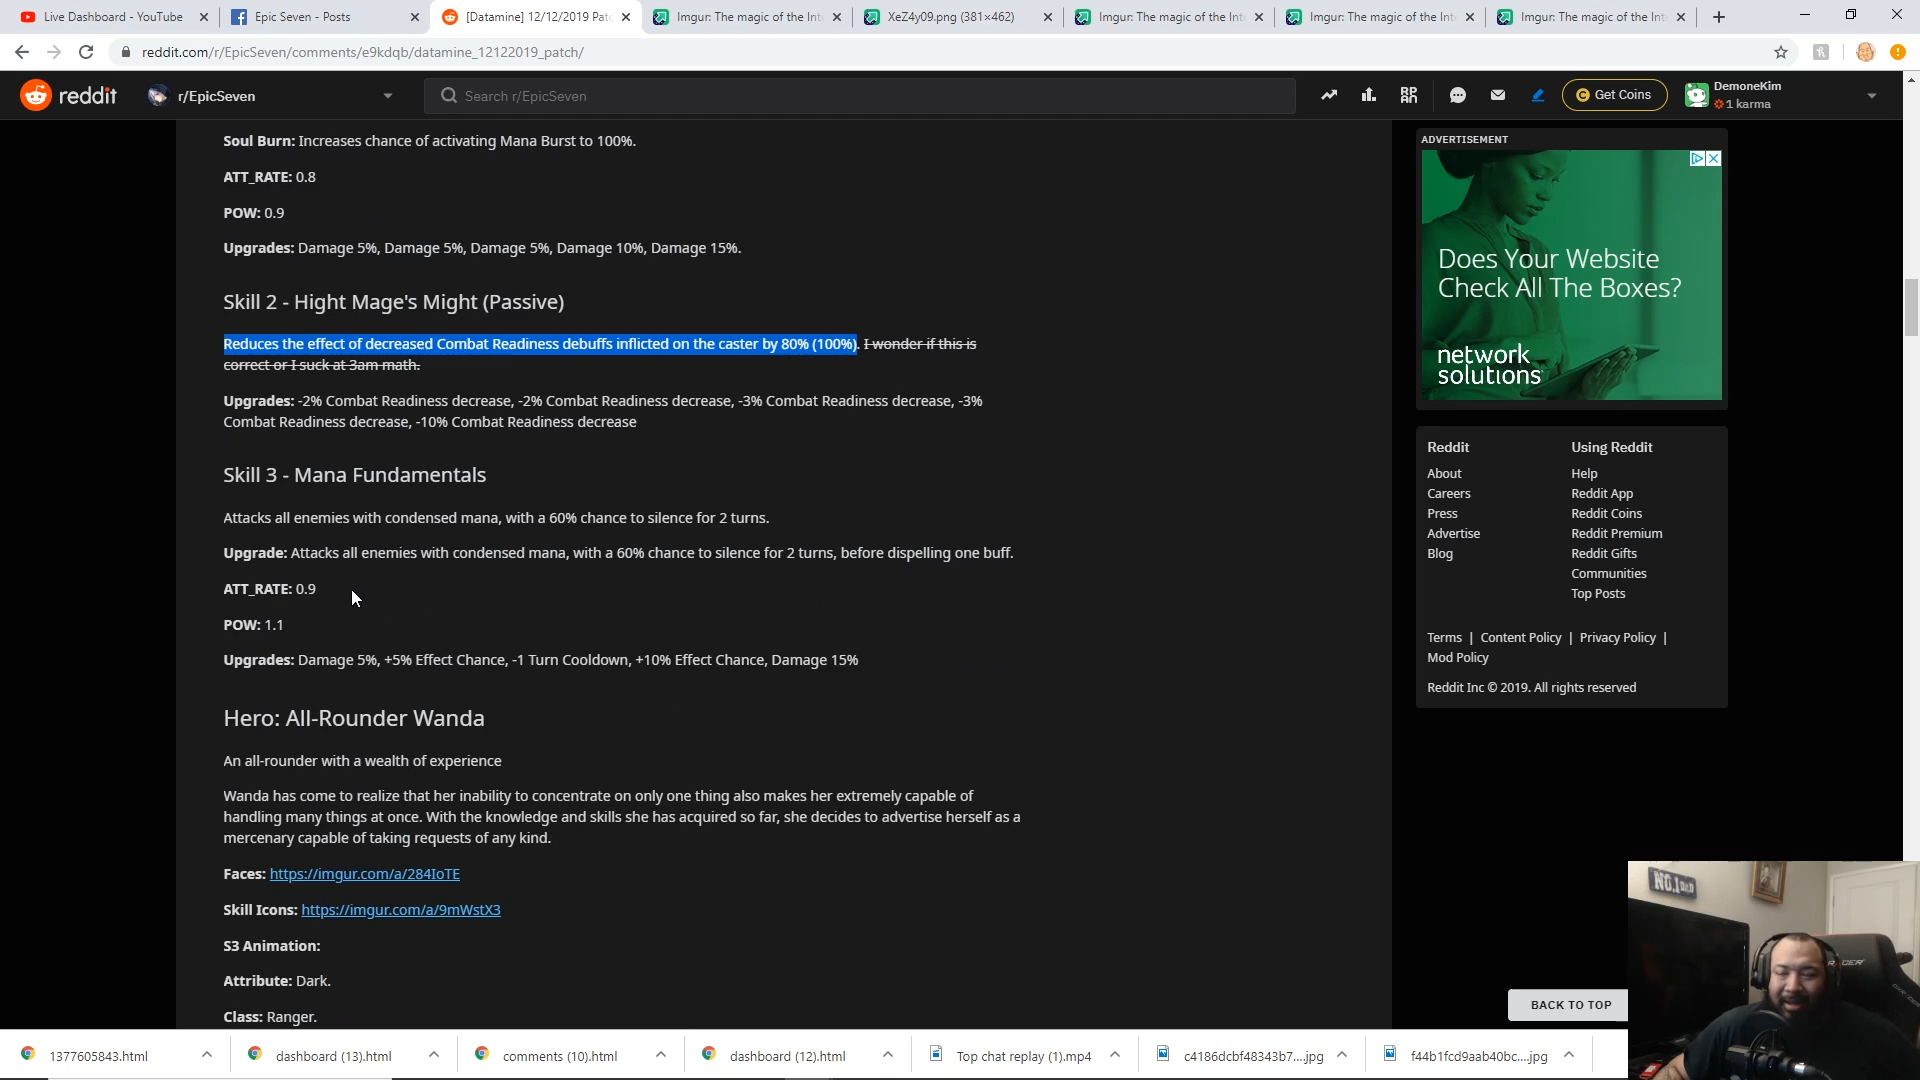 Live Dashboard - YouTube
Epic Seven - Posts
[Datamine] 12/12/2019 Patc
Imgur: The magic of the Int
XeZ4y09.png (381×462)
Imgur: The magic of the Int
Imgur: The magic of the Int
Imgur: The magic of the Int
reddit.com/r/EpicSeven/comments/e9kdqb/datamine_12122019_patch/
reddit
r/EpicSeven
Search r/EpicSeven
Get Coins
DemoneKim
1 karma
Soul Burn: Increases chance of activating Mana Burst to 100%.
ATT_RATE: 0.8
POW: 0.9
Upgrades: Damage 5%, Damage 5%, Damage 5%, Damage 10%, Damage 15%.
Skill 2 - Hight Mage's Might (Passive)
Reduces the effect of decreased Combat Readiness debuffs inflicted on the caster by 80% (100%). I wonder if this is
correct or I suck at 3am math.
Upgrades: -2% Combat Readiness decrease, -2% Combat Readiness decrease, -3% Combat Readiness decrease, -3%
Combat Readiness decrease, -10% Combat Readiness decrease
Skill 3 - Mana Fundamentals
Attacks all enemies with condensed mana, with a 60% chance to silence for 2 turns.
Upgrade: Attacks all enemies with condensed mana, with a 60% chance to silence for 2 turns, before dispelling one buff.
ATT_RATE: 0.9
POW: 1.1
Upgrades: Damage 5%, +5% Effect Chance, -1 Turn Cooldown, +10% Effect Chance, Damage 15%
Hero: All-Rounder Wanda
An all-rounder with a wealth of experience
Wanda has come to realize that her inability to concentrate on only one thing also makes her extremely capable of
handling many things at once. With the knowledge and skills she has acquired so far, she decides to advertise herself as a
mercenary capable of taking requests of any kind.
Faces: https://imgur.com/a/284IoTE
Skill Icons: https://imgur.com/a/9mWstX3
S3 Animation:
Attribute: Dark.
Class: Ranger.
ADVERTISEMENT
Does Your Website
Check All The Boxes?
network
solutions
Reddit
About
Careers
Press
Advertise
Blog
Using Reddit
Help
Reddit App
Reddit Coins
Reddit Premium
Reddit Gifts
Communities
Top Posts
Terms | Content Policy | Privacy Policy |
Mod Policy
Reddit Inc © 2019. All rights reserved
BACK TO TOP
NO.1
1377605843.html
dashboard (13).html
comments (10).html
dashboard (12).html
Top chat replay (1).mp4
c4186dcbf48343b7....jpg
f44b1fcd9aab40bc....jpg